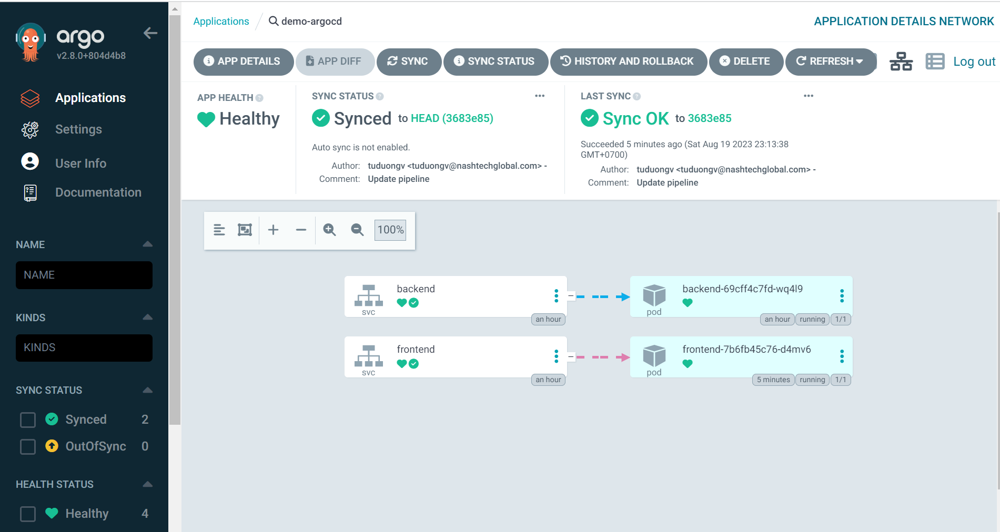 argo
v2.8.0+804d4b8
Applications
Settings
User Info
Documentation
NAME
NAME
KINDS
KINDS
SYNC STATUS
Synced 2
OutOfSync 0
HEALTH STATUS
Healthy 4
Applications / demo-argocd
APPLICATION DETAILS NETWORK
APP DETAILS APP DIFF SYNC SYNC STATUS HISTORY AND ROLLBACK DELETE REFRESH Log out
APP HEALTH
Healthy
SYNC STATUS
Synced to HEAD (3683e85)
Auto sync is not enabled.
Author: tuduongv <tuduongv@nashtechglobal.com> -
Comment: Update pipeline
LAST SYNC
Sync OK to 3683e85
Succeeded 5 minutes ago (Sat Aug 19 2023 23:13:38
GMT+0700)
Author: tuduongv <tuduongv@nashtechglobal.com> -
Comment: Update pipeline
100%
backend
svc
an hour
backend-69cff4c7fd-wq4l9
pod
an hour running 1/1
frontend
svc
an hour
frontend-7b6fb45c76-d4mv6
pod
5 minutes running 1/1